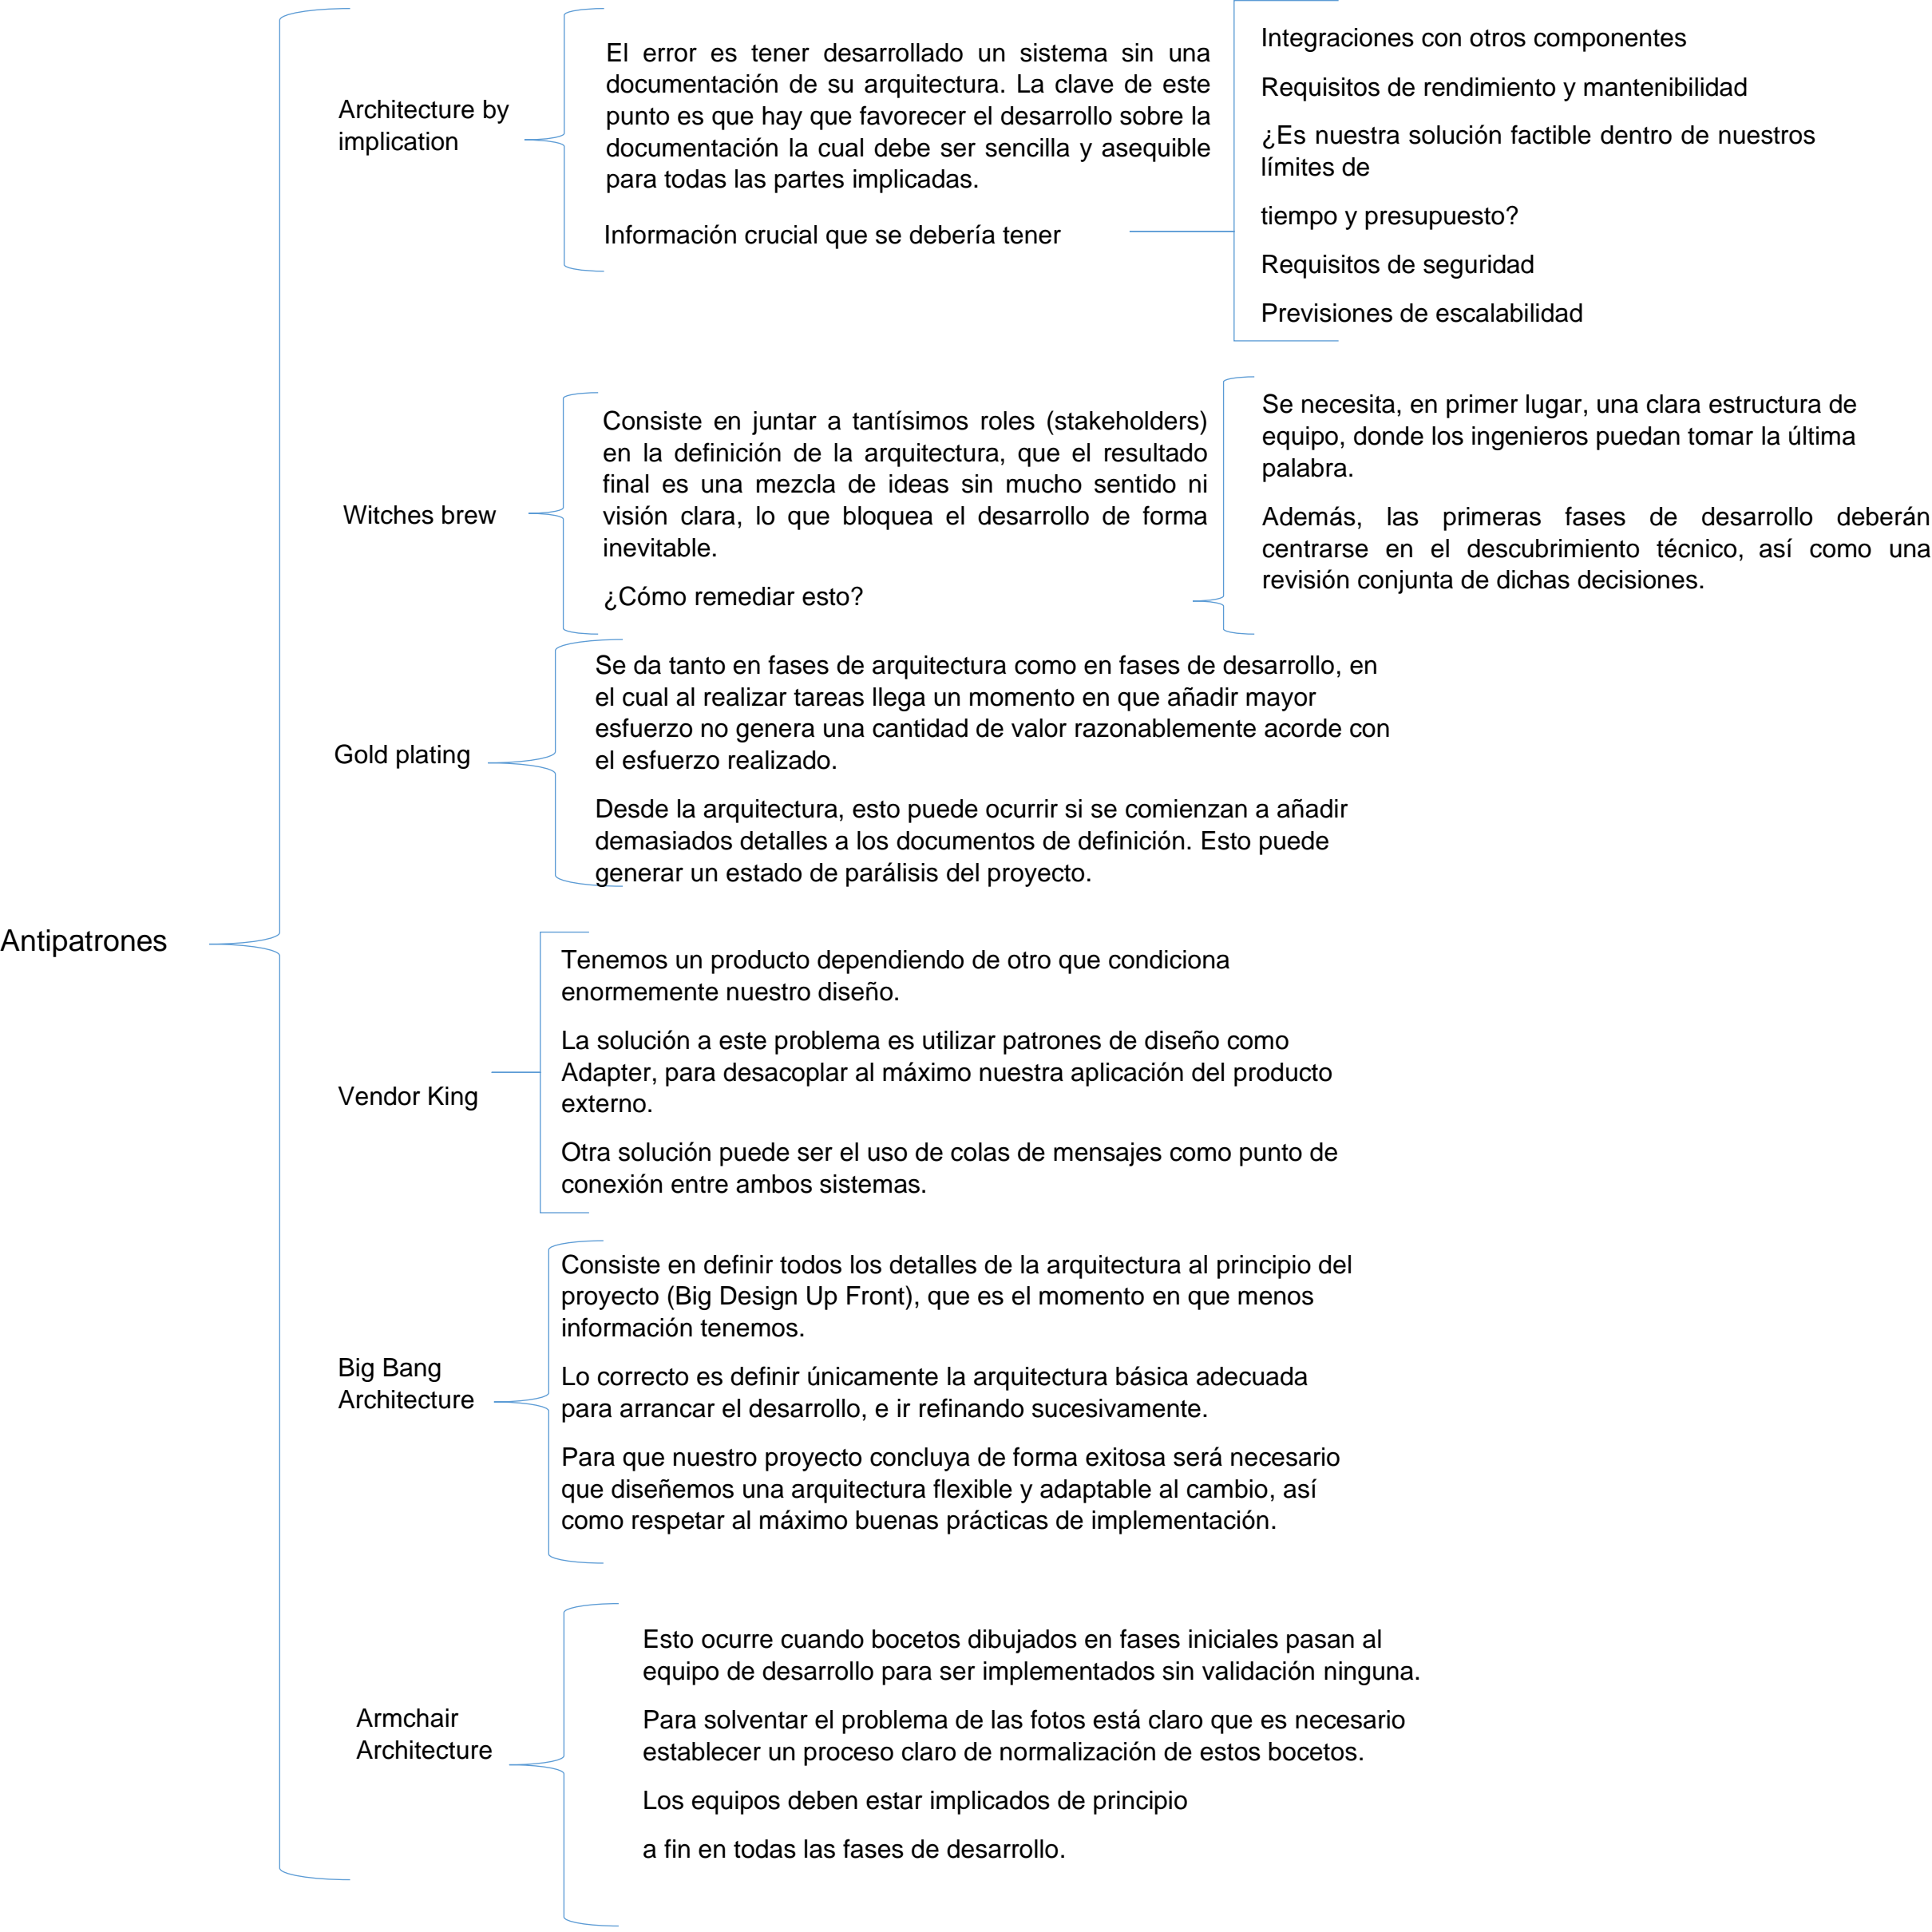 Antipatrones
Architecture by
implication
El error es tener desarrollado un sistema sin una
documentación de su arquitectura. La clave de este
punto es que hay que favorecer el desarrollo sobre la
documentación la cual debe ser sencilla y asequible
para todas las partes implicadas.
Información crucial que se debería tener
Integraciones con otros componentes
Requisitos de rendimiento y mantenibilidad
¿Es nuestra solución factible dentro de nuestros
límites de
tiempo y presupuesto?
Requisitos de seguridad
Previsiones de escalabilidad
Witches brew
Consiste en juntar a tantísimos roles (stakeholders)
en la definición de la arquitectura, que el resultado
final es una mezcla de ideas sin mucho sentido ni
visión clara, lo que bloquea el desarrollo de forma
inevitable.
¿Cómo remediar esto?
Se necesita, en primer lugar, una clara estructura de
equipo, donde los ingenieros puedan tomar la última
palabra.
Además, las primeras fases de desarrollo deberán
centrarse en el descubrimiento técnico, así como una
revisión conjunta de dichas decisiones.
Gold plating
Se da tanto en fases de arquitectura como en fases de desarrollo, en
el cual al realizar tareas llega un momento en que añadir mayor
esfuerzo no genera una cantidad de valor razonablemente acorde con
el esfuerzo realizado.
Desde la arquitectura, esto puede ocurrir si se comienzan a añadir
demasiados detalles a los documentos de definición. Esto puede
generar un estado de parálisis del proyecto.
Vendor King
Tenemos un producto dependiendo de otro que condiciona
enormemente nuestro diseño.
La solución a este problema es utilizar patrones de diseño como
Adapter, para desacoplar al máximo nuestra aplicación del producto
externo.
Otra solución puede ser el uso de colas de mensajes como punto de
conexión entre ambos sistemas.
Big Bang
Architecture
Consiste en definir todos los detalles de la arquitectura al principio del
proyecto (Big Design Up Front), que es el momento en que menos
información tenemos.
Lo correcto es definir únicamente la arquitectura básica adecuada
para arrancar el desarrollo, e ir refinando sucesivamente.
Para que nuestro proyecto concluya de forma exitosa será necesario
que diseñemos una arquitectura flexible y adaptable al cambio, así
como respetar al máximo buenas prácticas de implementación.
Armchair
Architecture
Esto ocurre cuando bocetos dibujados en fases iniciales pasan al
equipo de desarrollo para ser implementados sin validación ninguna.
Para solventar el problema de las fotos está claro que es necesario
establecer un proceso claro de normalización de estos bocetos.
Los equipos deben estar implicados de principio
a fin en todas las fases de desarrollo.